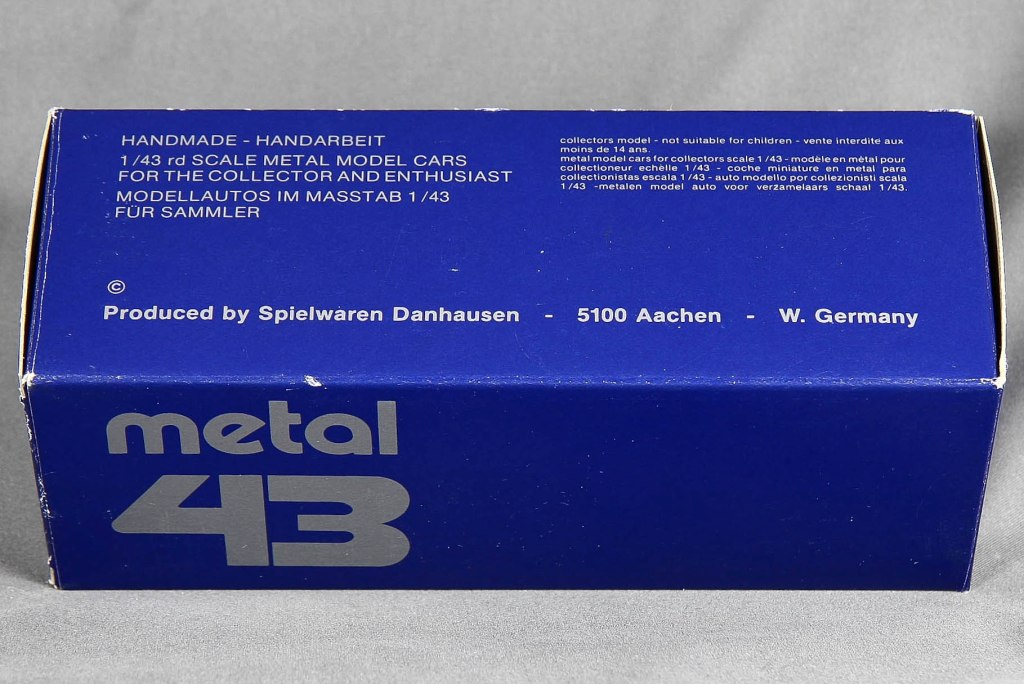 HANDMADE - HANDARBEIT
1/43 rd SCALE METAL MODEL CARS
FOR THE COLLECTOR AND ENTHUSIAST
MODELLAUTOS IM MASSTAB 1/43
FÜR SAMMLER
collectors model - not suitable for children - vente interdite aux
moins de 14 ans.
metal model cars for collectors scale 1/43 - modèle en métal pour
collectioneur echèlle 1/43 - coche miniature en metal para
collectionistas escala 1/43 - auto modello por collezionisti scala
1/43 -metalen model auto voor verzamelaars schaal 1/43.
©
Produced by Spielwaren Danhausen - 5100 Aachen - W. Germany
metal
43